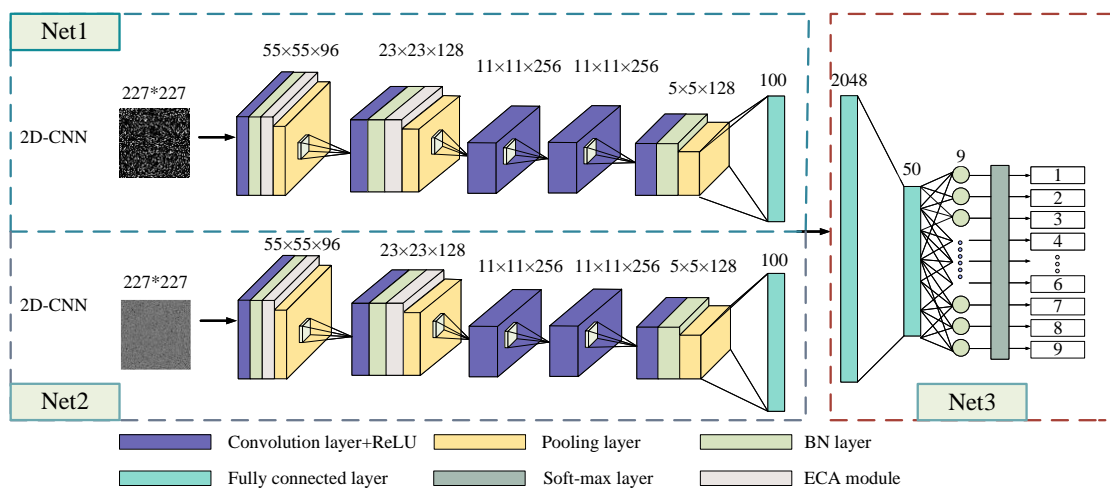 Net1
55×55×96
23×23×128
11×11×256
11×11×256
5×5×128
100
227*227
2D-CNN
55×55×96
23×23×128
11×11×256
11×11×256
5×5×128
100
227*227
2D-CNN
Net2
2048
50
9
1
2
3
4
6
7
8
9
Net3
Convolution layer+ReLU
Pooling layer
BN layer
Fully connected layer
Soft-max layer
ECA module